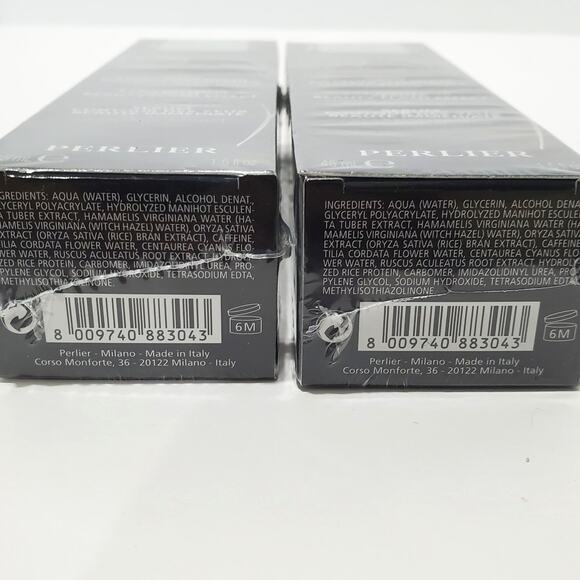 PERLIER
INGREDIENTS: AQUA (WATER), GLYCERIN, ALCOHOL DENAT,
GLYCERYL POLYACRYLATE, HYDROLYZED MANIHOT ESCULEN-
TA TUBER EXTRACT, HAMAMELIS VIRGINIANA WATER (HA-
MAMELIS VIRGINIANA (WITCH HAZEL) WATER), ORYZA SATIVA
EXTRACT (ORYZA SATIVA (RICE) BRAN EXTRACT), CAFFEINE,
TILIA CORDATA FLOWER WATER, CENTAUREA CYANUS FLO
WER WATER, RUSCUS ACULEATUS ROOT EXTRACT,
ZED RICE PROTEIN, CARBOMER, IMIDAZOLIDINYL UREA, PRO-
PYLENE GLYCOL, SODIUM HYDROXIDE, TETRASODIUM EDTA,
METHYLISOTHIAZOLINONE.
8 009740 883043
6M
Perlier - Milano - Made in Italy
Corso Monforte, 36 - 20122 Milano - Italy
PERLIER
INGREDIENTS: AQUA (WATER), GLYCERIN, ALCOHOL DENAT,
GLYCERYL POLYACRYLATE, HYDROLYZED MANIHOT ESCULEN-
TA TUBER EXTRACT, HAMAMELIS VIRGINIANA WATER (HA-
MAMELIS VIRGINIANA (WITCH HAZEL) WATER), ORYZA SATIVA
EXTRACT (ORYZA SATIVA (RICE) BRAN EXTRACT), CAFFEINE,
TILIA CORDATA FLOWER WATER, CENTAUREA CYANUS FLO
WER WATER, RUSCUS ACULEATUS ROOT EXTRACT, HYDROLY-
ZED RICE PROTEIN, CARBOMER, IMIDAZOLIDINYL UREA, PRO-
PYLENE GLYCOL, SODIUM HYDROXIDE, TETRASODIUM EDTA,
METHYLISOTHIAZOLINONE.
8 009740 883043
6M
Perlier - Milano - Made in Italy
Corso Monforte, 36 - 20122 Milano - Italy